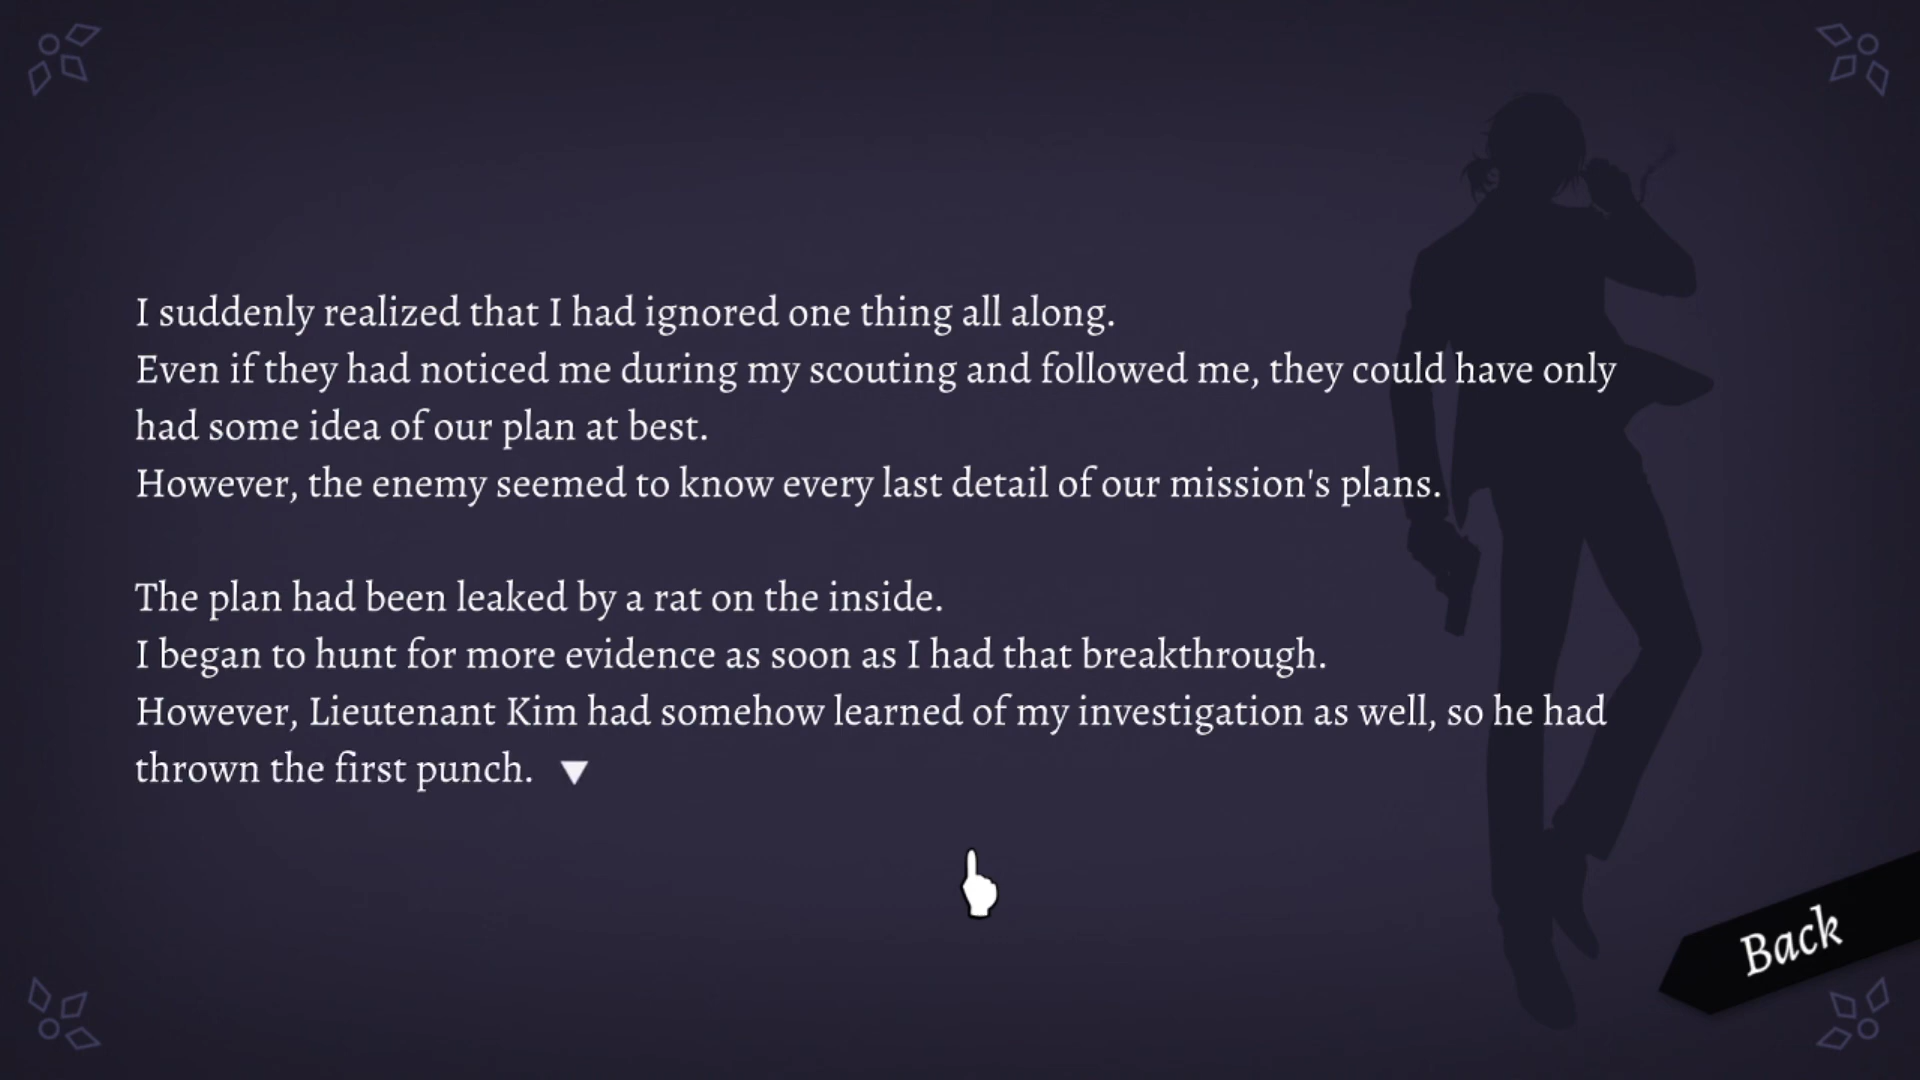 I suddenly realized that I had ignored one thing all along.
Even if they had noticed me during my scouting and followed me, they could have only
had some idea of our plan at best.
However, the enemy seemed to know every last detail of our mission's plans.
The plan had been leaked by a rat on the inside.
I began to hunt for more evidence as soon as I had that breakthrough.
However, Lieutenant Kim had somehow learned of my investigation as well, so he had
thrown the first punch.
Back